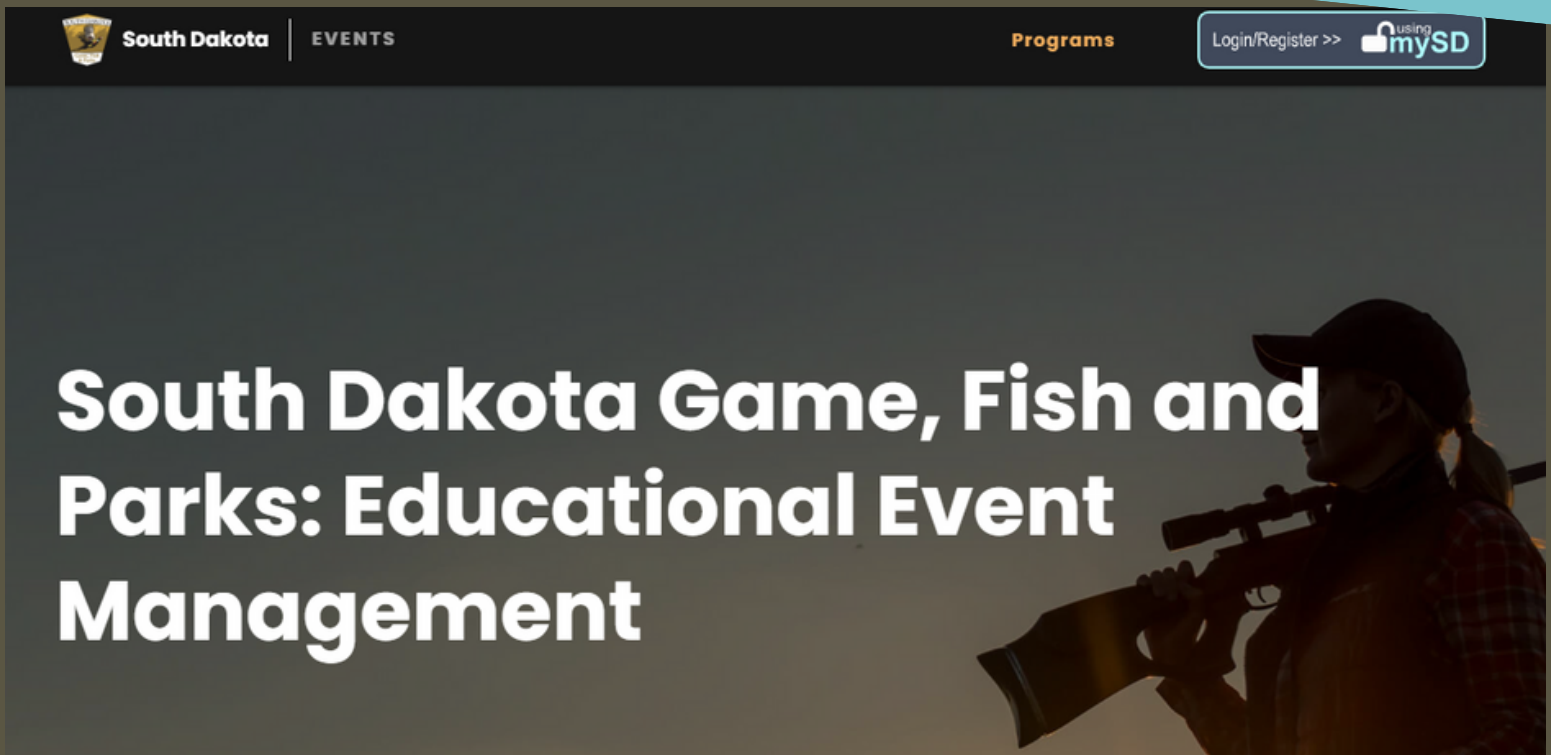 South Dakota EVENTS Programs Login/Register >> using mySD
South Dakota Game, Fish and
Parks: Educational Event
Management